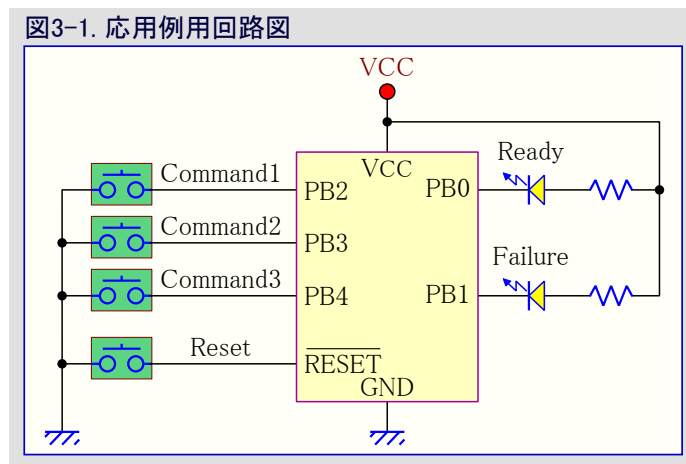 図3-1. 応用例用回路図
VCC
VCC
Ready
Command1
PB2
PB0
Command2
PB3
Failure
Command3
PB4
PB1
Reset
RESET
GND